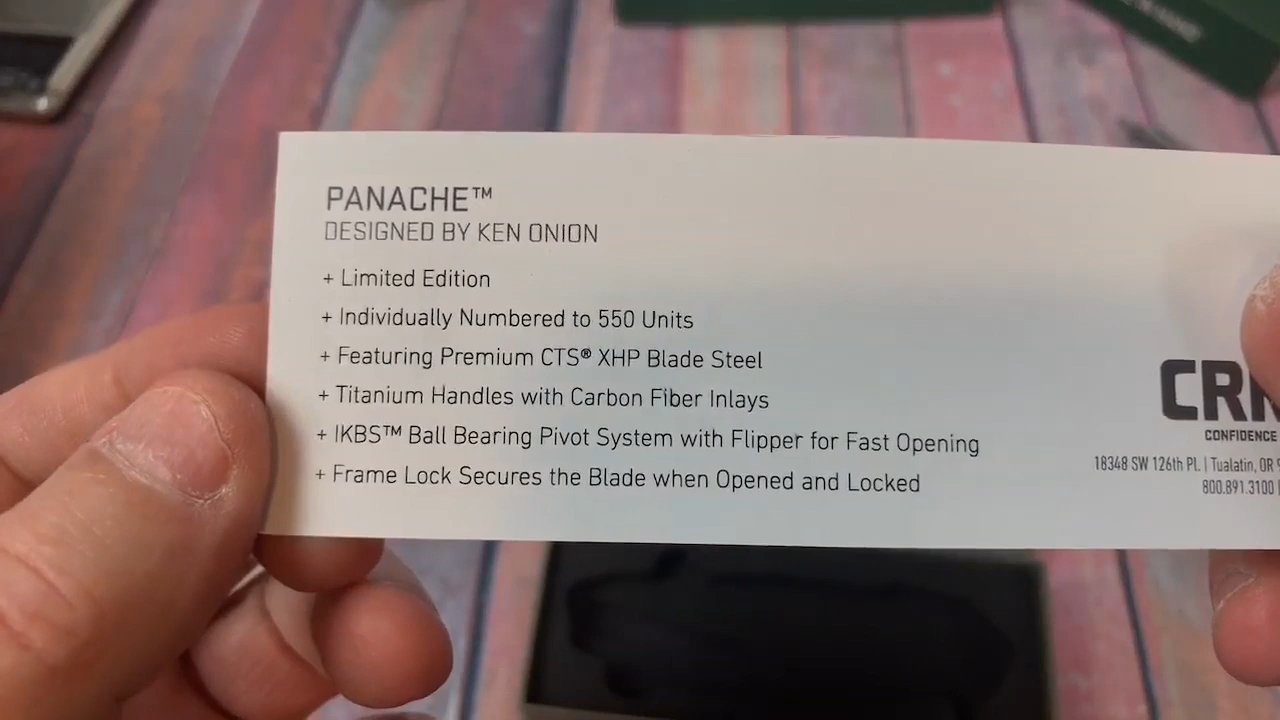 PANACHE™
DESIGNED BY KEN ONION
+ Limited Edition
+ Individually Numbered to 550 Units
+ Featuring Premium CTS® XHP Blade Steel
+ Titanium Handles with Carbon Fiber Inlays
+ IKBS™ Ball Bearing Pivot System with Flipper for Fast Opening
+ Frame Lock Secures the Blade when Opened and Locked
CONFIDENCE
18348 SW 126th PL. | Tualatin, OR
800.891.3100 |